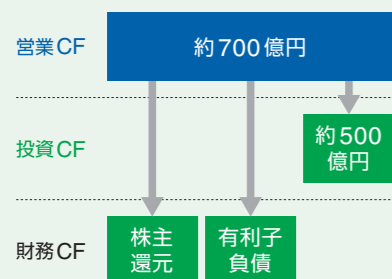 営業CF
約700億円
投資CF
約500
億円
財務CF
株主
還元
有利子
負債